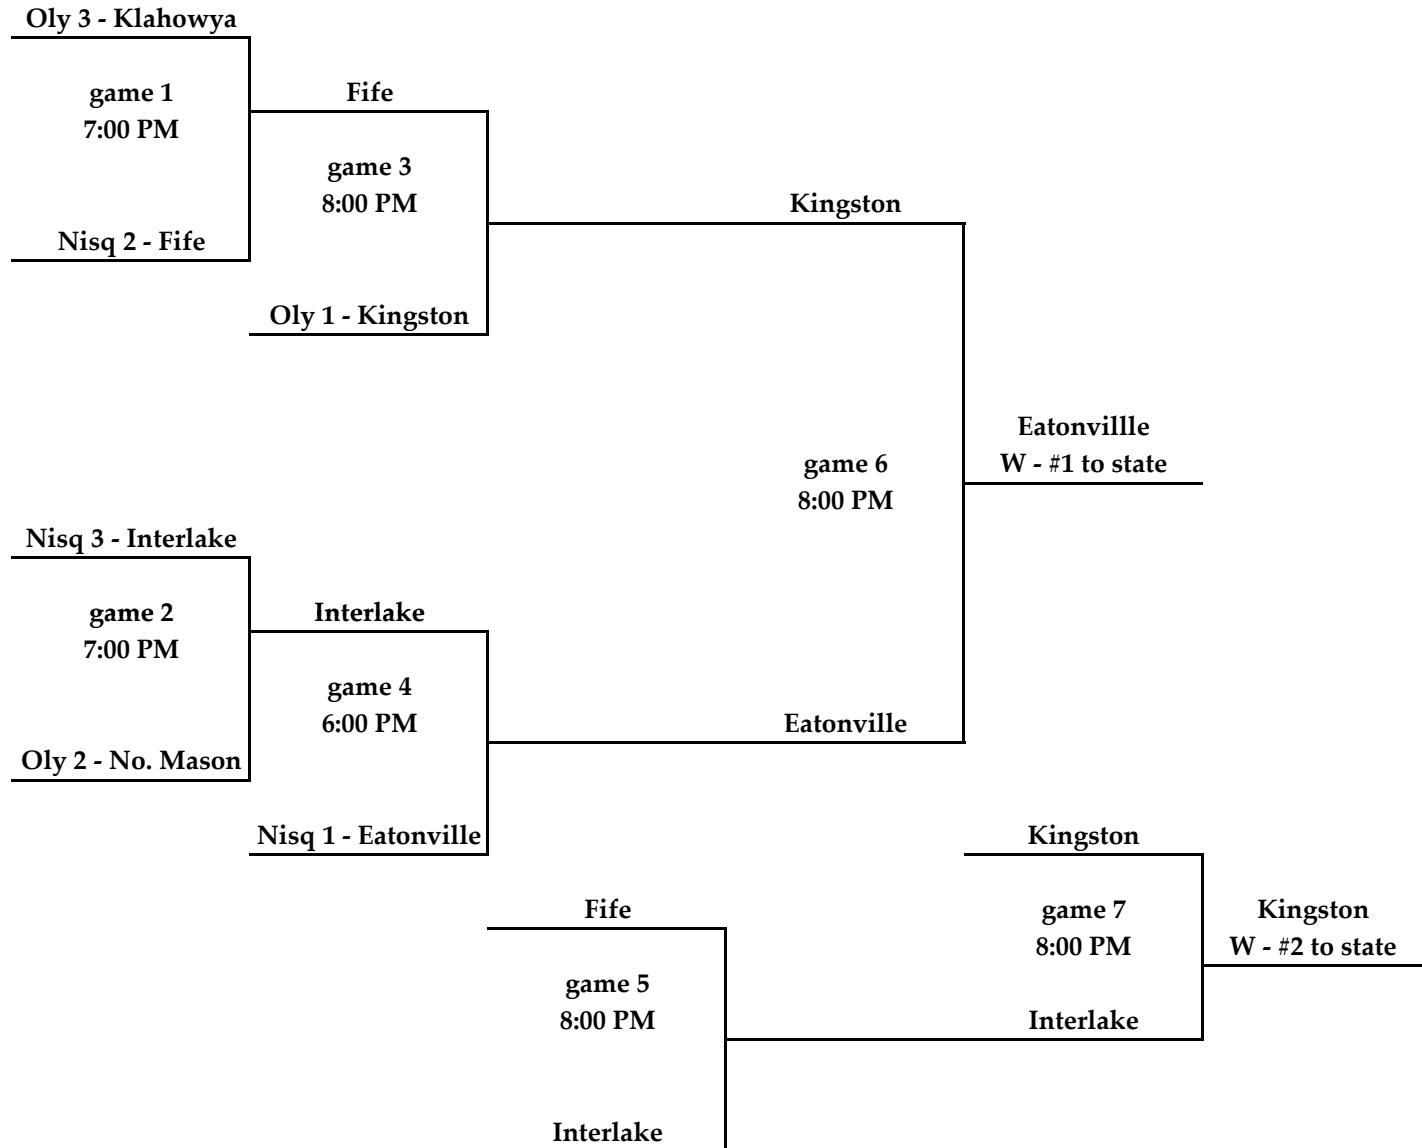 Oly 3 - Klahowya
game 1
7:00 PM
Fife
game 3
8:00 PM
Kingston
Nisq 2 - Fife
Oly 1 - Kingston
Eatonvillle
W - #1 to state
game 6
8:00 PM
Nisq 3 - Interlake
game 2
7:00 PM
Interlake
game 4
6:00 PM
Eatonville
Oly 2 - No. Mason
Nisq 1 - Eatonville
Kingston
Fife
game 7
8:00 PM
Kingston
W - #2 to state
game 5
8:00 PM
Interlake
Interlake